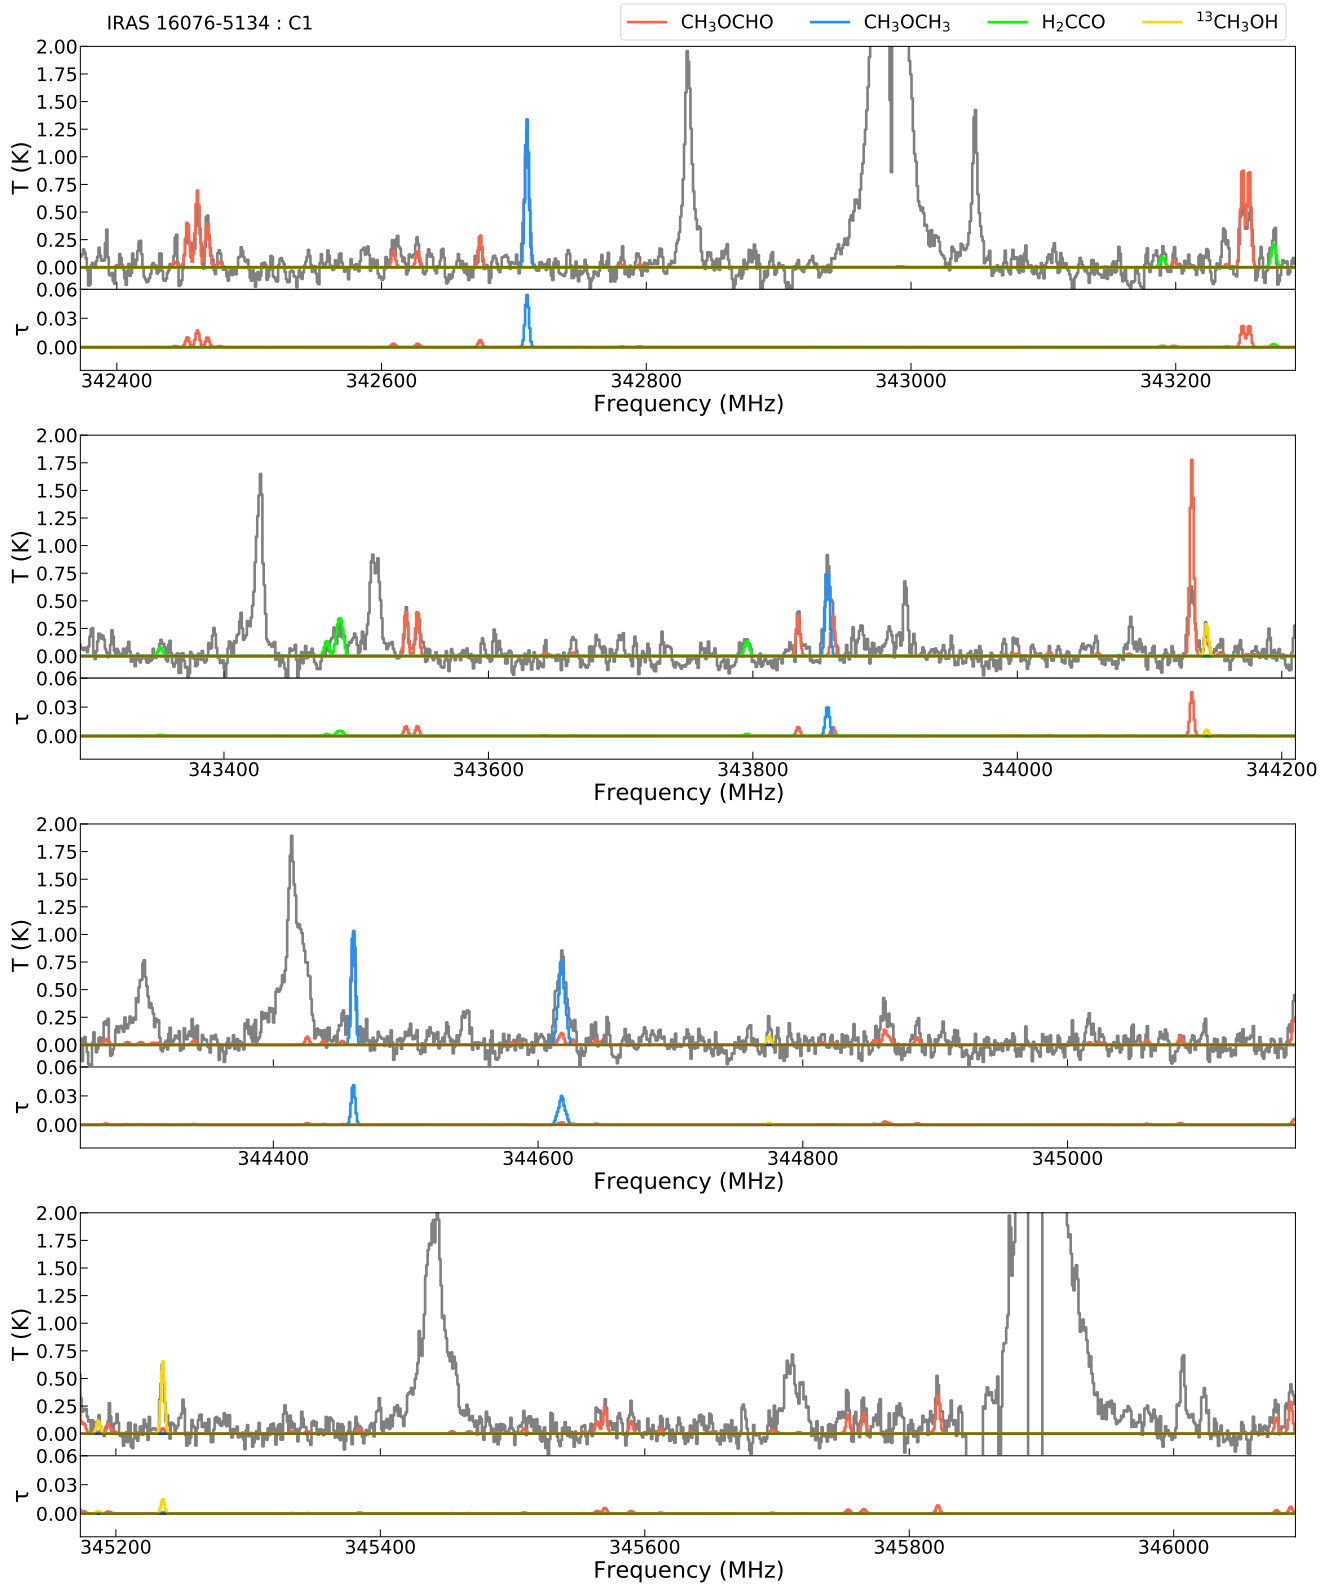 IRAS 16076-5134 : C1
CH₃OCHO CH₃OCH₃ H₂CCO ¹³CH₃OH
2.00
1.75
1.50
1.25
1.00
0.75
0.50
0.25
0.00
T (K)
0.06
0.03
0.00
τ
342400 342600 342800 343000 343200
Frequency (MHz)
2.00
1.75
1.50
1.25
1.00
0.75
0.50
0.25
0.00
T (K)
0.06
0.03
0.00
τ
343400 343600 343800 344000 344200
Frequency (MHz)
2.00
1.75
1.50
1.25
1.00
0.75
0.50
0.25
0.00
T (K)
0.06
0.03
0.00
τ
344400 344600 344800 345000
Frequency (MHz)
2.00
1.75
1.50
1.25
1.00
0.75
0.50
0.25
0.00
T (K)
0.06
0.03
0.00
τ
345200 345400 345600 345800 346000
Frequency (MHz)